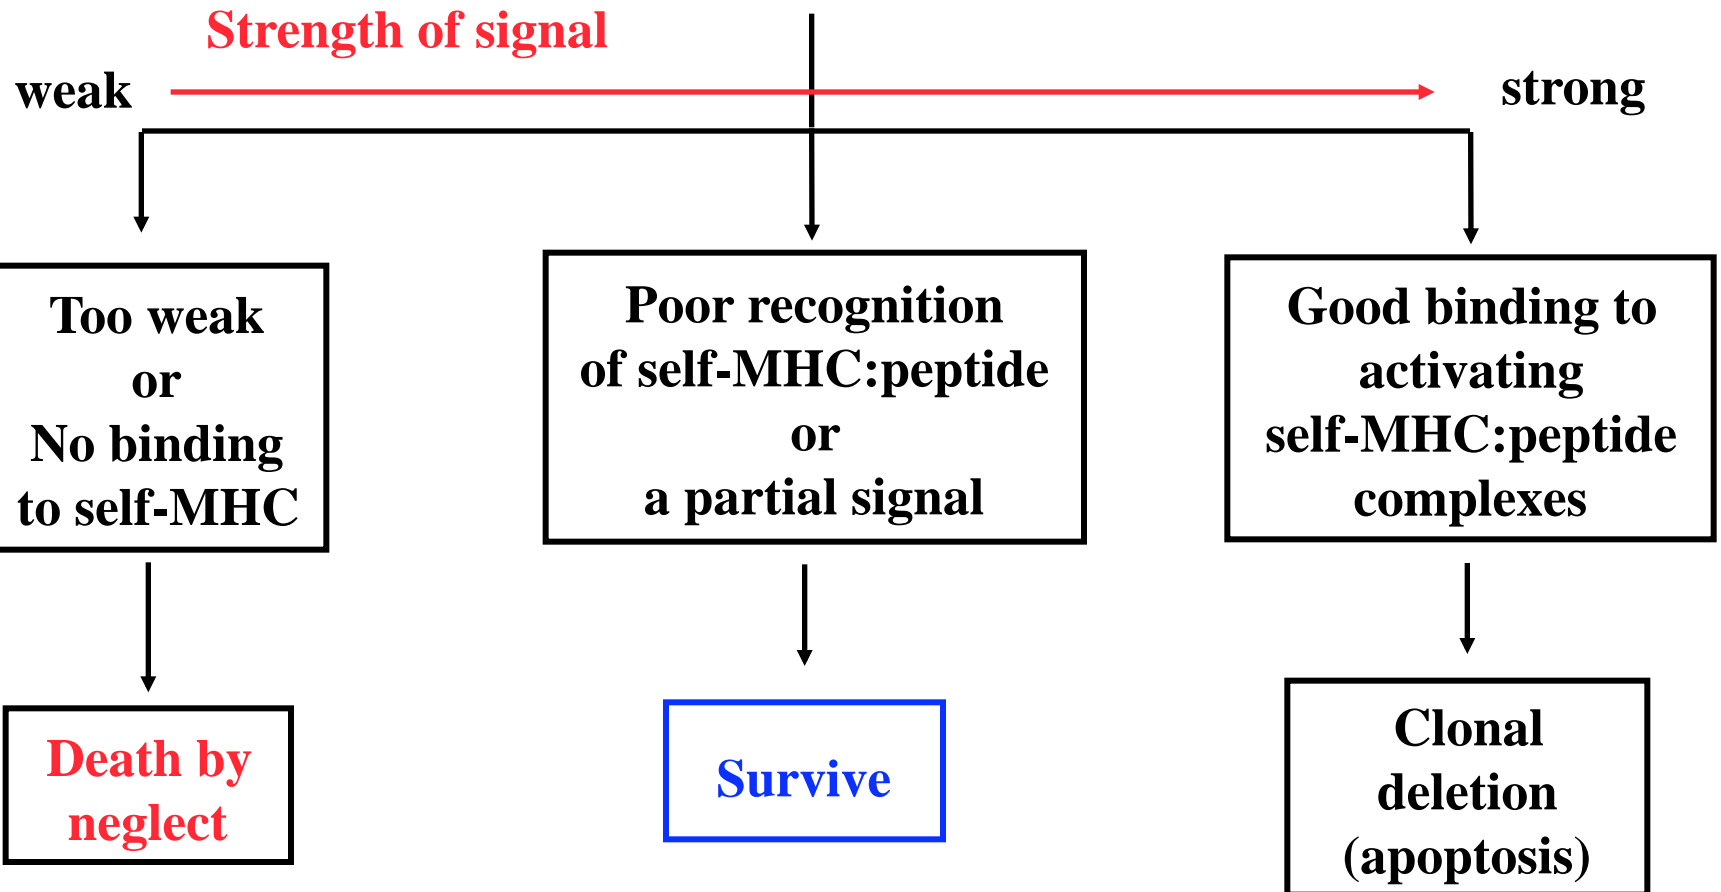 Strength of signal
weak
strong
Too weak
or
No binding
to self-MHC
Poor recognition
of self-MHC:peptide
or
a partial signal
Good binding to
activating
self-MHC:peptide
complexes
Death by
neglect
Survive
Clonal
deletion
(apoptosis)